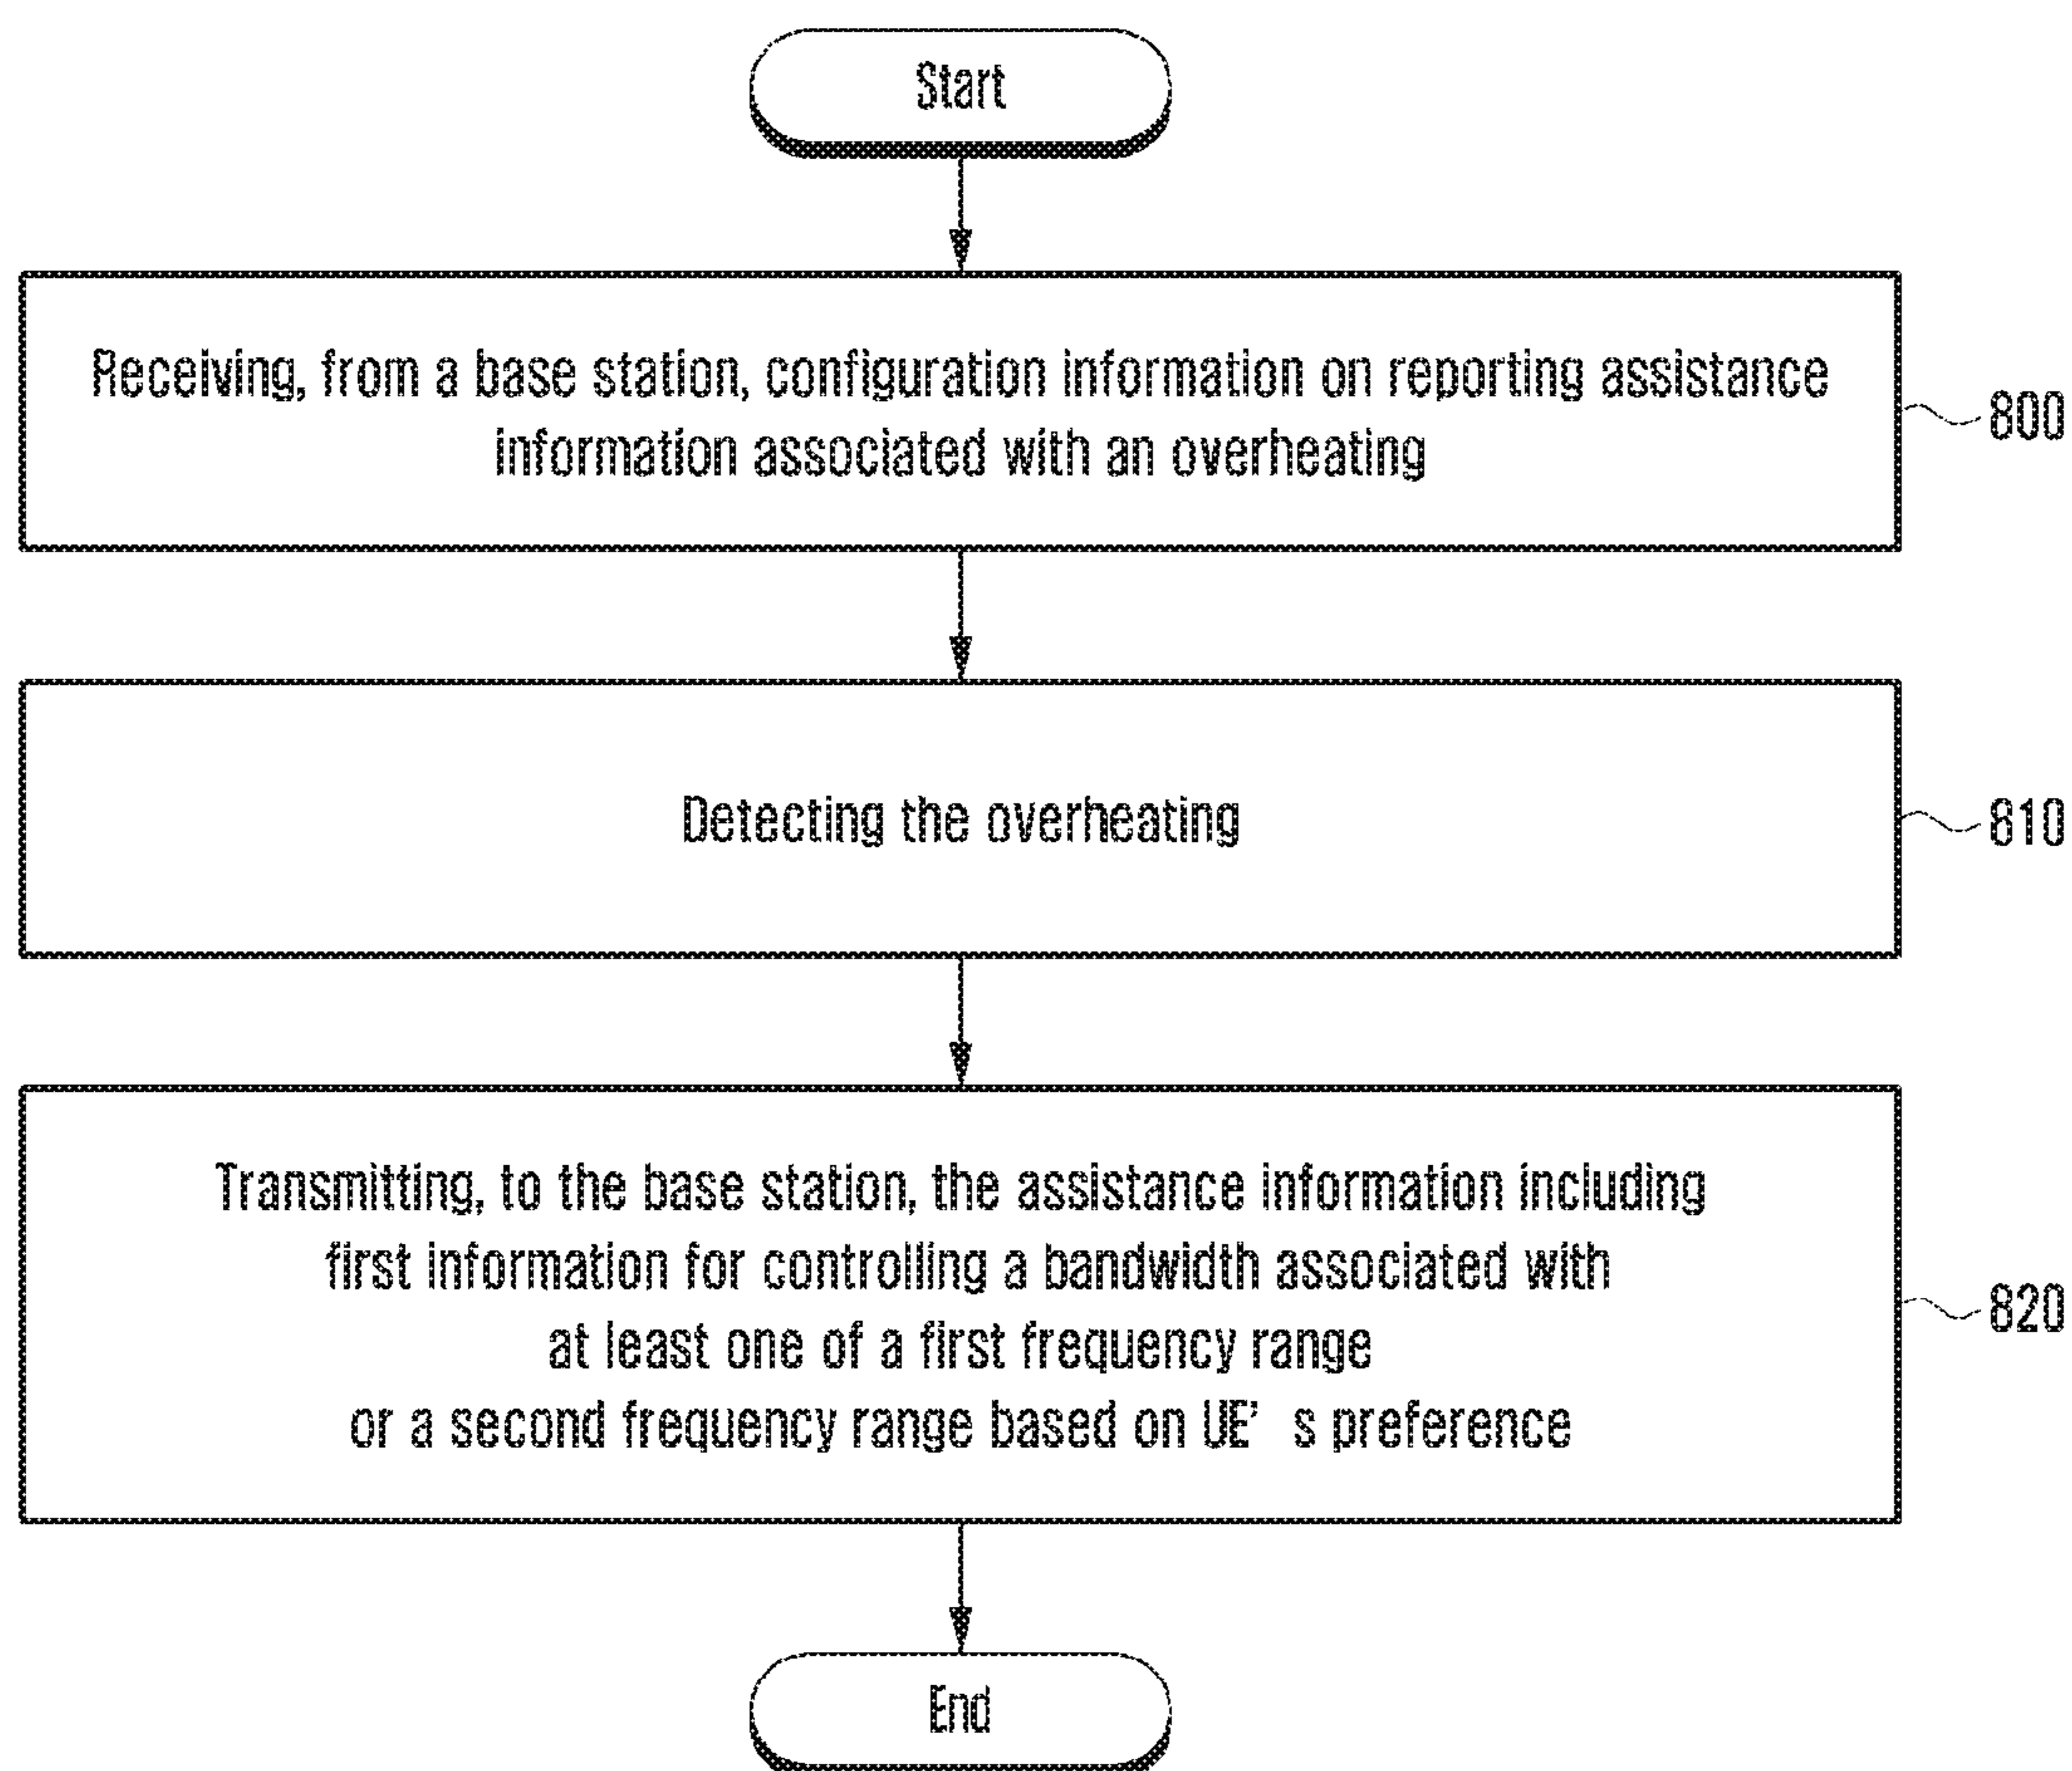 Start
Receiving, from a base station, configuration information on reporting assistance
information associated with an overheating
800
Detecting the overheating
810
Transmitting, to the base station, the assistance information including
first information for controlling a bandwidth associated with
at least one of a first frequency range
or a second frequency range based on UE' s preference
820
End